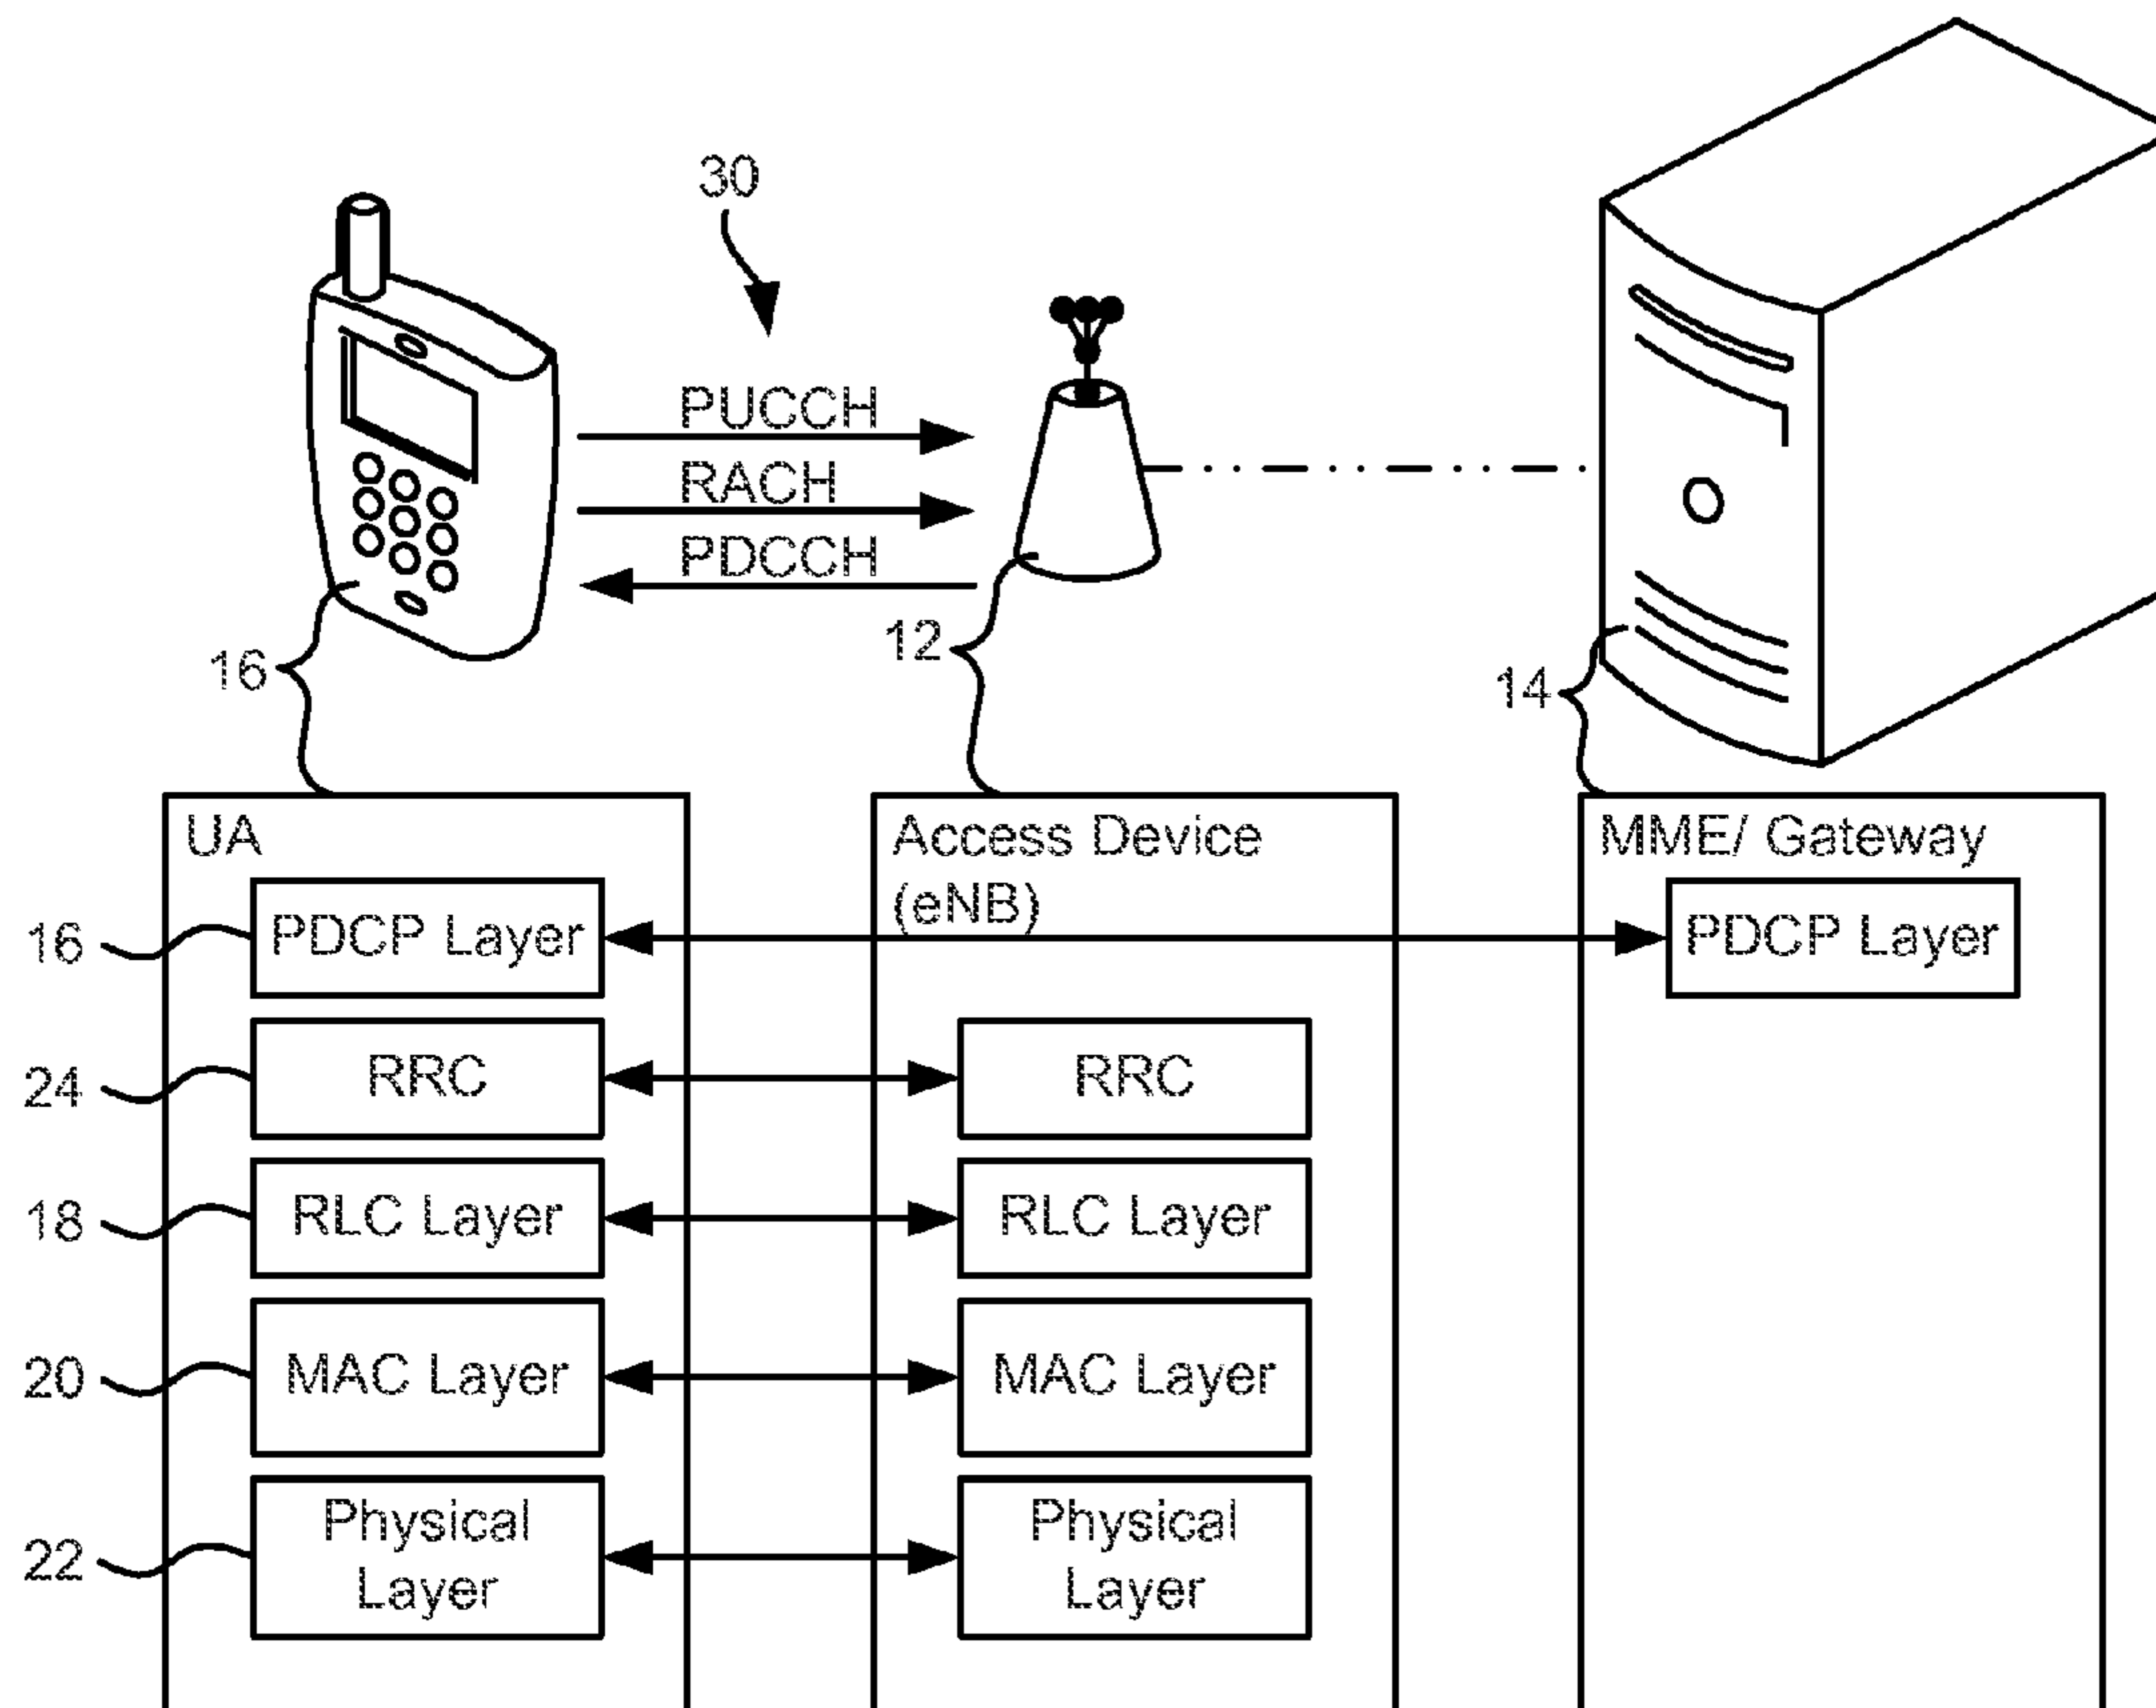 30
PUCCH
RACH
PDCCH
16
12
14
UA
Access Device
(eNB)
MME/ Gateway
16
PDCP Layer
PDCP Layer
24
RRC
RRC
18
RLC Layer
RLC Layer
20
MAC Layer
MAC Layer
22
Physical
Layer
Physical
Layer